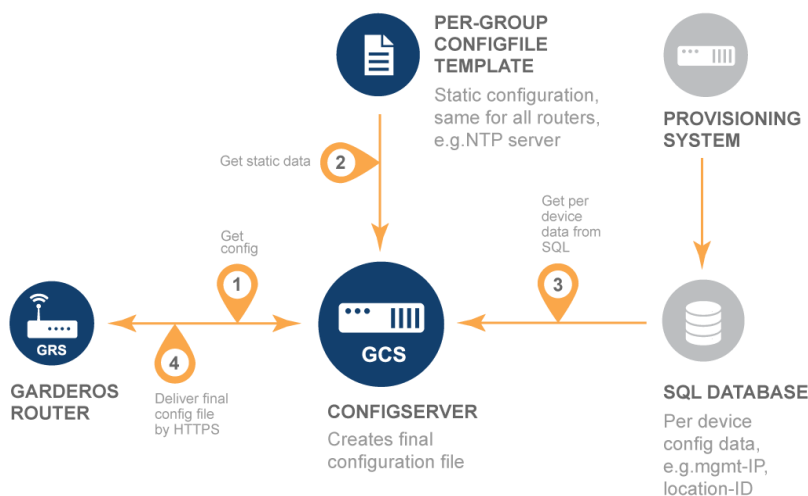 PER-GROUP
CONFIGFILE
TEMPLATE
Static configuration,
same for all routers,
e.g.NTP server
PROVISIONING
SYSTEM
Get static data
2
Get per
device
data from
SQL
Get
config
1
3
GRS
GCS
4
GARDEROS
ROUTER
Deliver final
config file
by HTTPS
CONFIGSERVER
Creates final
configuration file
SQL DATABASE
Per device
config data,
e.g.mgmt-IP,
location-ID